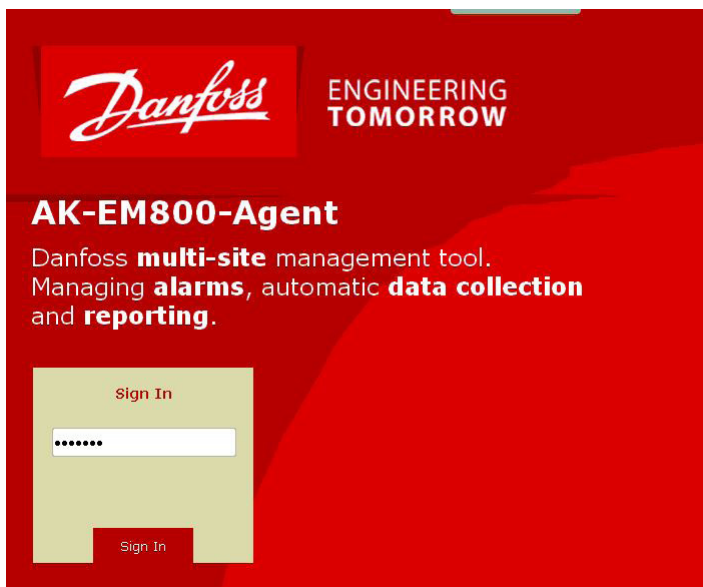 Danfoss
ENGINEERING
TOMORROW
AK-EM800-Agent
Danfoss multi-site management tool.
Managing alarms, automatic data collection
and reporting.
Sign In
•••••••
Sign In